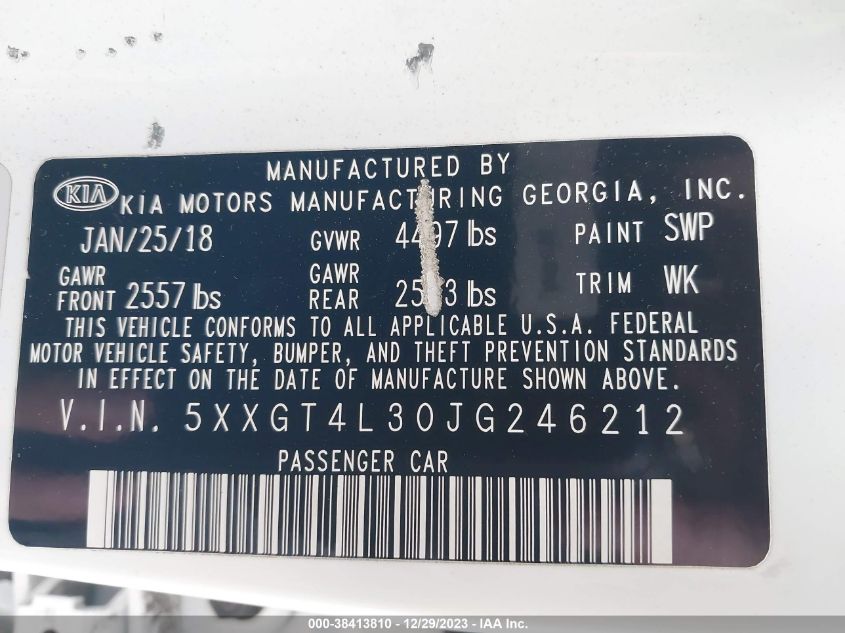 MANUFACTURED BY
KIA KIA MOTORS MANUFACTURING GEORGIA, INC.
JAN/25/18 GVWR lbs PAINT SWP
GAWR FRONT 2557 lbs GAWR REAR lbs TRIM WK
THIS VEHICLE CONFORMS TO ALL APPLICABLE U.S.A. FEDERAL
MOTOR VEHICLE SAFETY, BUMPER, AND THEFT PREVENTION STANDARDS
IN EFFECT ON THE DATE OF MANUFACTURE SHOWN ABOVE.
V.I.N. 5XXGT4L30JG246212
PASSENGER CAR
000-38413810 - 12/29/2023 - IAA Inc.